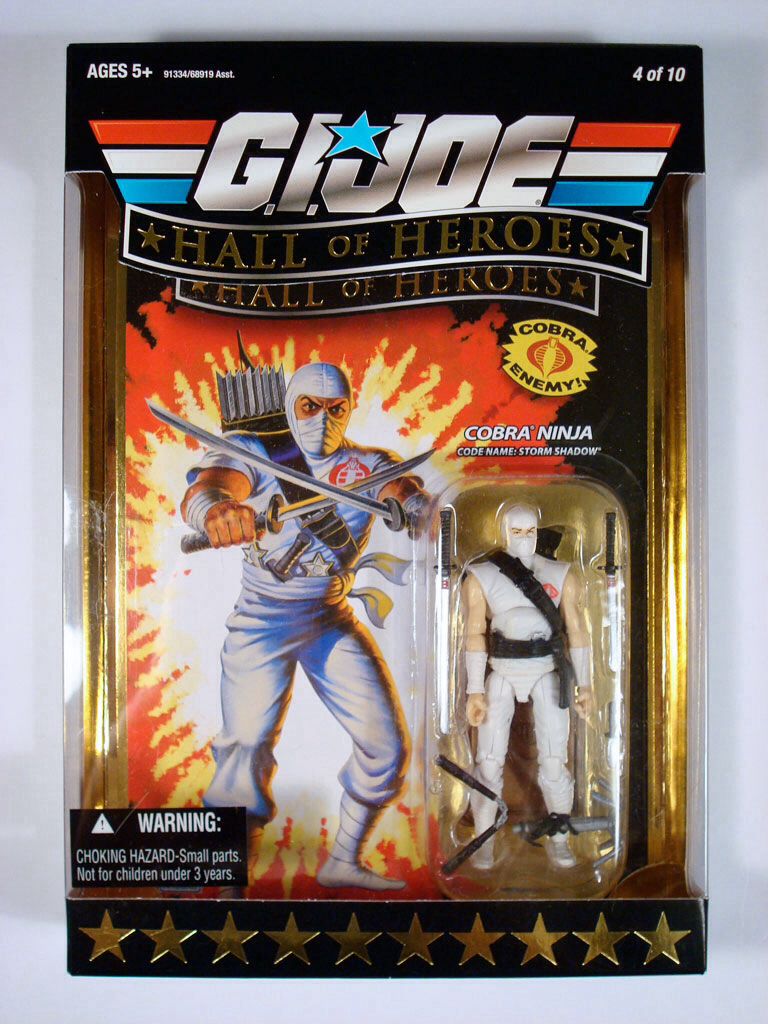 AGES 5+ 91334/68919 Asst. 4 of 10
G.I.JOE®
HALL OF HEROES
HALL OF HEROES
COBRA
ENEMY!
COBRA® NINJA
CODE NAME: STORM SHADOW™
WARNING:
CHOKING HAZARD-Small parts.
Not for children under 3 years.